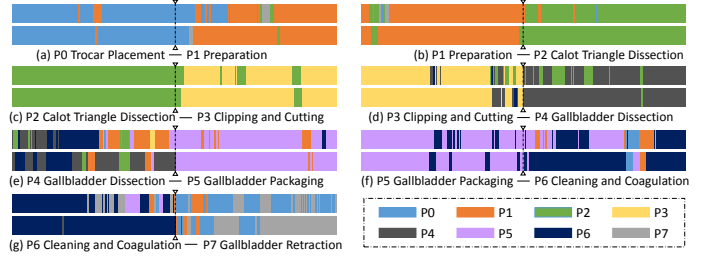 (a) P0 Trocar Placement — P1 Preparation
(b) P1 Preparation — P2 Calot Triangle Dissection
(c) P2 Calot Triangle Dissection — P3 Clipping and Cutting
(d) P3 Clipping and Cutting — P4 Gallbladder Dissection
(e) P4 Gallbladder Dissection — P5 Gallbladder Packaging
(f) P5 Gallbladder Packaging — P6 Cleaning and Coagulation
(g) P6 Cleaning and Coagulation — P7 Gallbladder Retraction
P0 P1 P2 P3
P4 P5 P6 P7